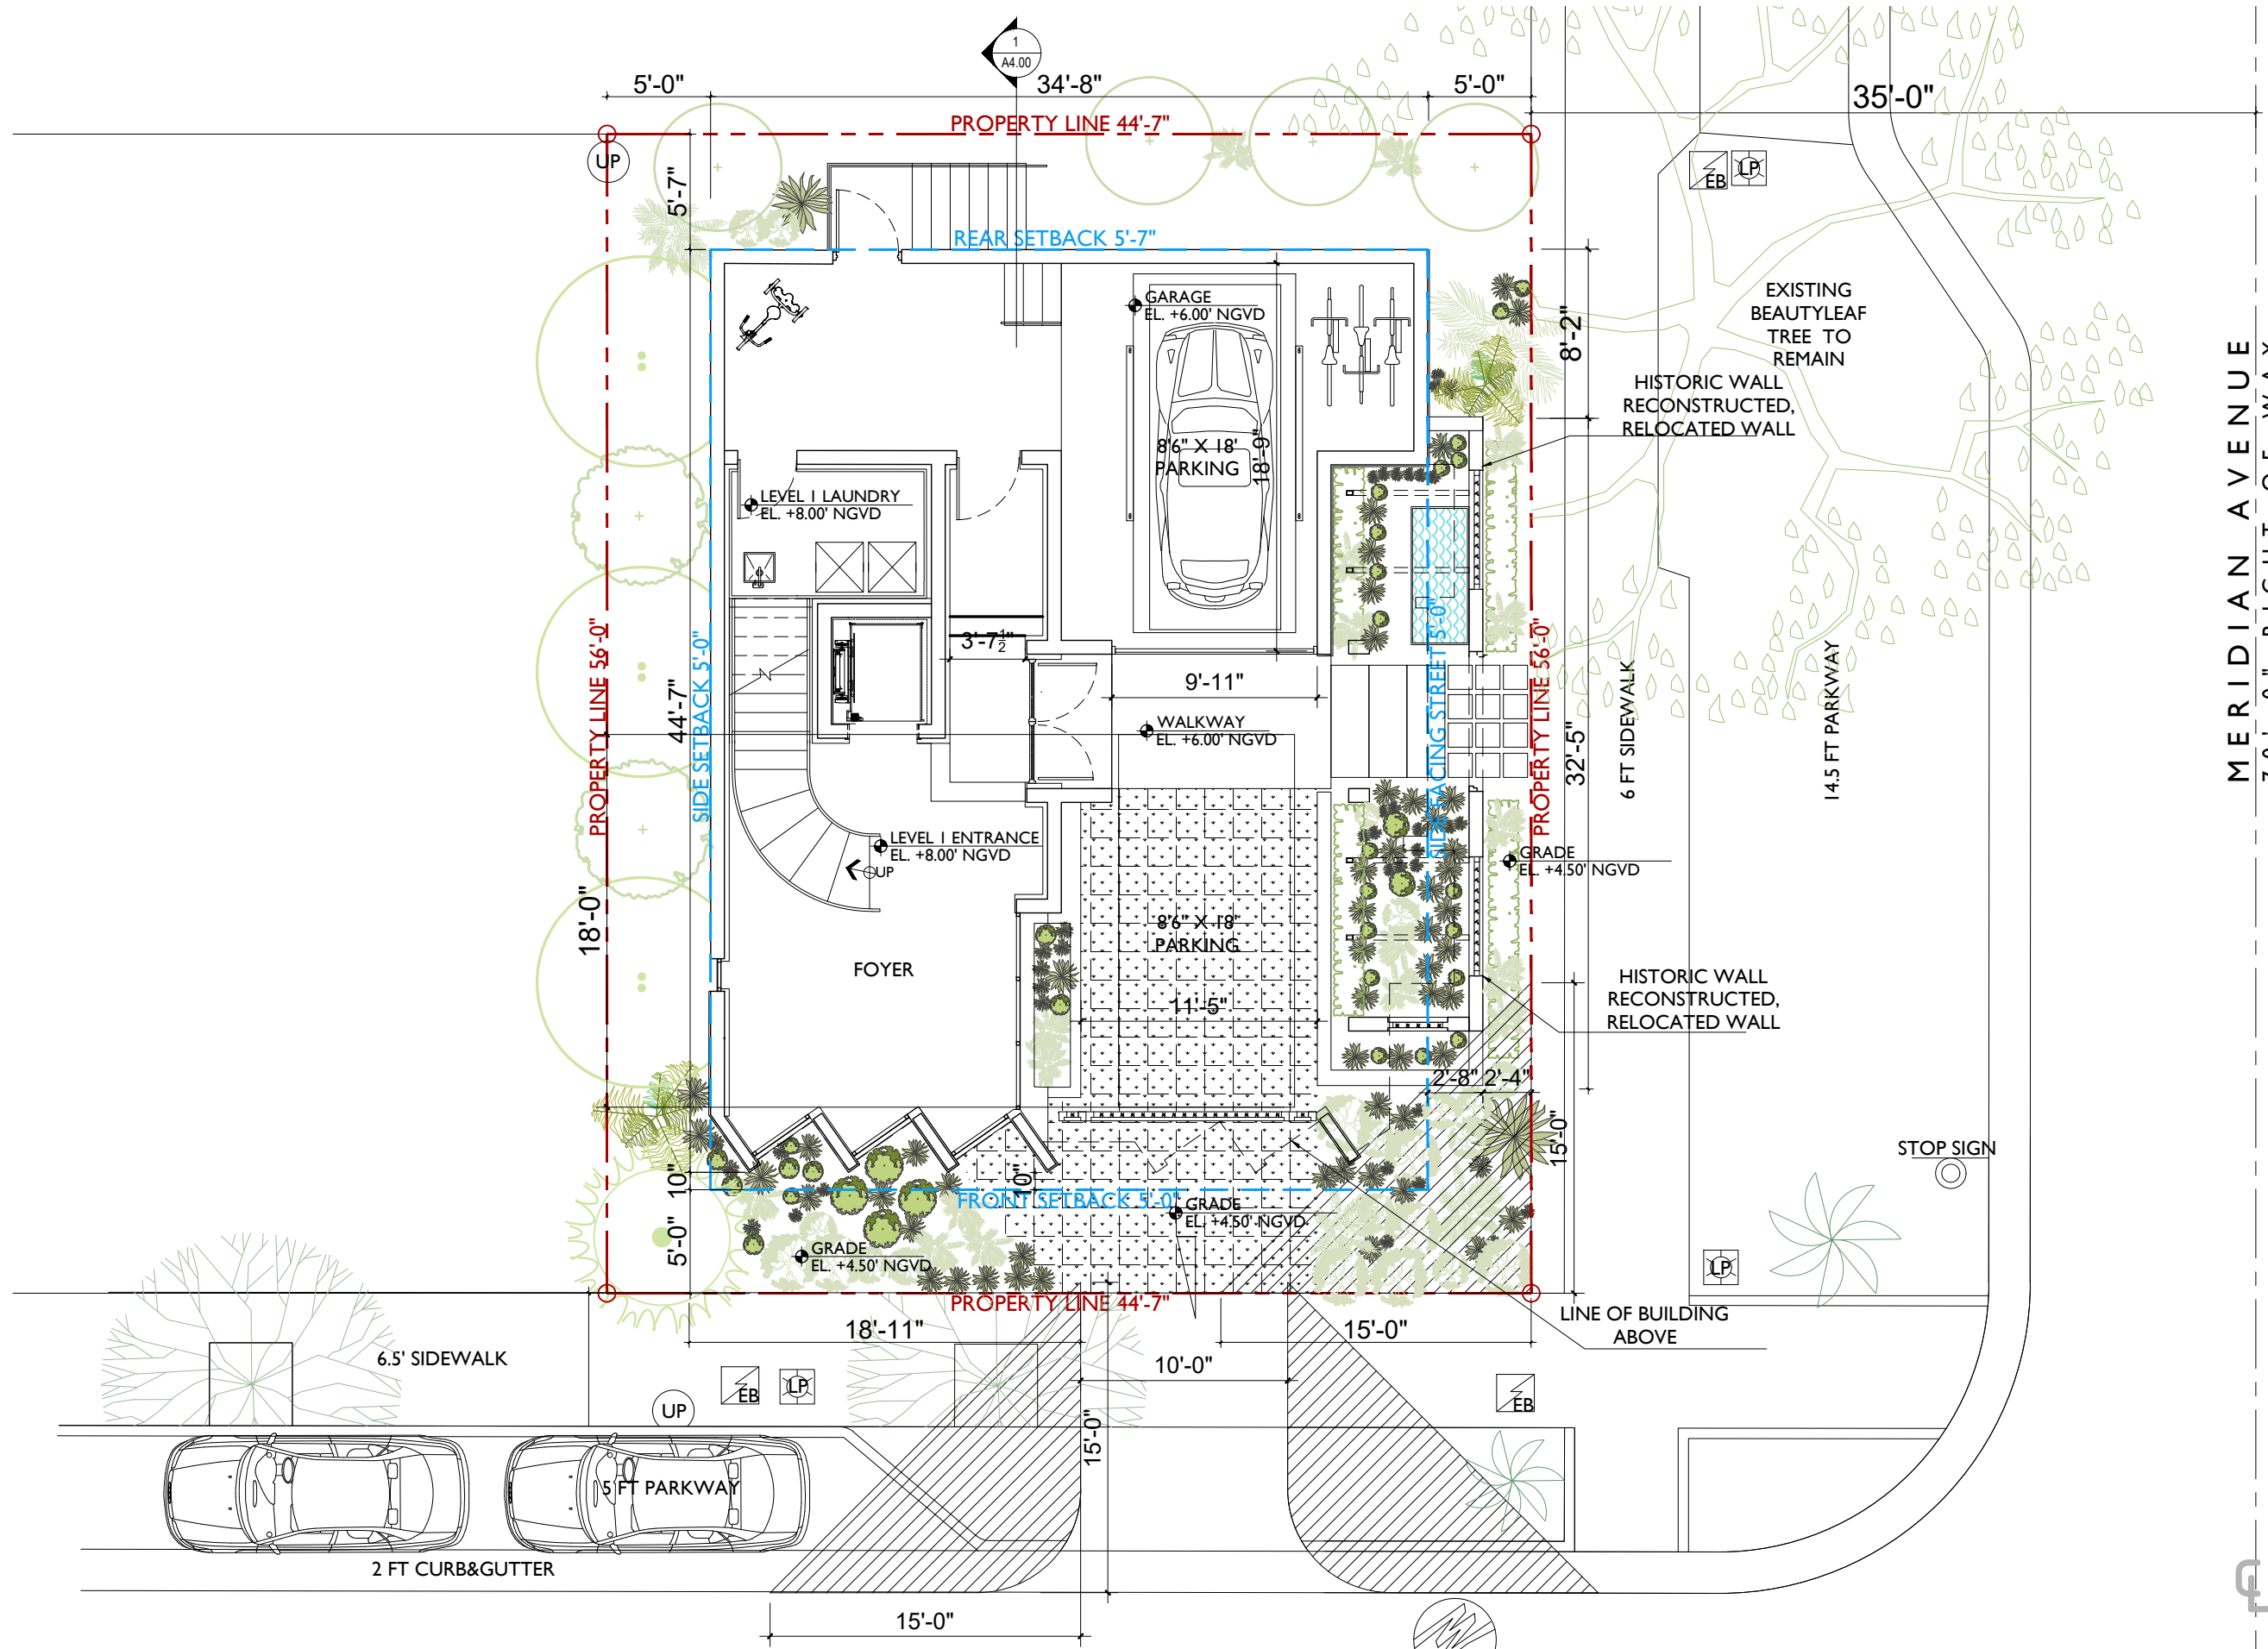 1
A4.00
5'-0"
34'-8"
5'-0"
35'-0"
PROPERTY LINE 44'-7"
UP
EB
LP
5'-7"
REAR SETBACK 5'-7"
GARAGE
EL. +6.00' NGVD
EXISTING
BEAUTYLEAF
TREE TO
REMAIN
8'-2"
HISTORIC WALL
RECONSTRUCTED,
RELOCATED WALL
8'6" X 18'
PARKING
18'-9"
LEVEL 1 LAUNDRY
EL. +8.00' NGVD
MERIDIAN AVENUE
70'-0" RIGHT OF WAY
PROPERTY LINE 56'-0"
SIDE SETBACK 5'-0"
44'-7"
3'-7½"
9'-11"
WALKWAY
EL. +6.00' NGVD
SIDE FACING STREET 5'-0"
PROPERTY LINE 56'-0"
32'-5"
6 FT SIDEWALK
14.5 FT PARKWAY
LEVEL 1 ENTRANCE
EL. +8.00' NGVD
UP
GRADE
EL. +4.50' NGVD
18'-0"
8'6" X 18'
PARKING
FOYER
11'-5"
HISTORIC WALL
RECONSTRUCTED,
RELOCATED WALL
2'-8"
2'-4"
15'-0"
STOP SIGN
10"
10"
FRONT SETBACK 5'-0"
GRADE
EL. +4.50' NGVD
5'-0"
GRADE
EL. +4.50' NGVD
LP
PROPERTY LINE 44'-7"
LINE OF BUILDING
ABOVE
18'-11"
15'-0"
6.5' SIDEWALK
10'-0"
EB
LP
UP
EB
15'-0"
5 FT PARKWAY
2 FT CURB&GUTTER
15'-0"